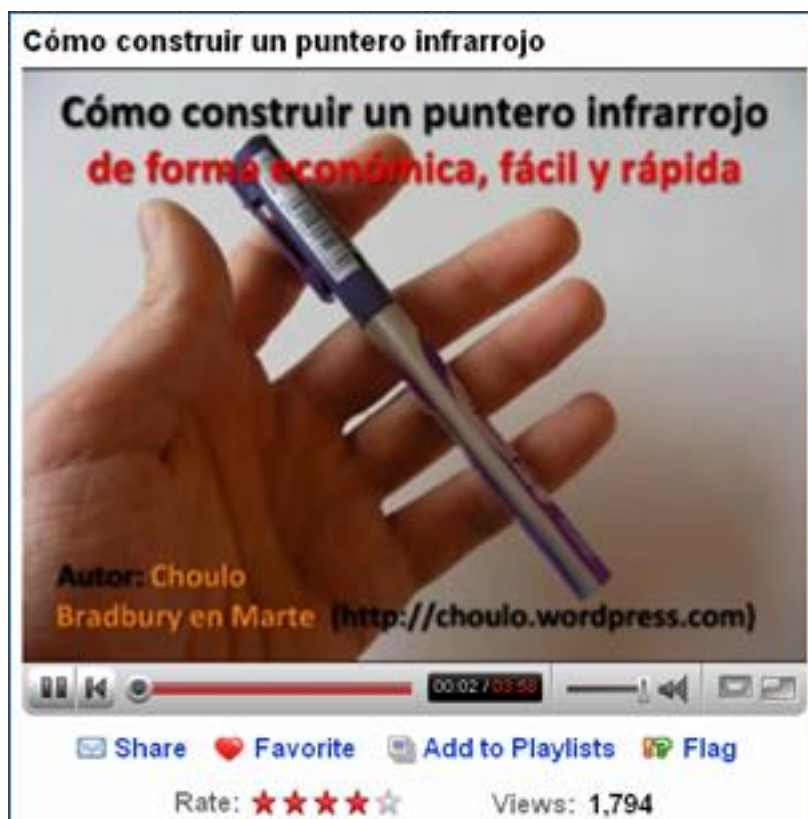 Cómo construir un puntero infrarrojo
Cómo construir un puntero infrarrojo
de forma económica, fácil y rápida
Autor: Choulo
Bradbury en Marte (http://choulo.wordpress.com)
00:02 / 03:58
Share Favorite Add to Playlists Flag
Rate: Views: 1,794